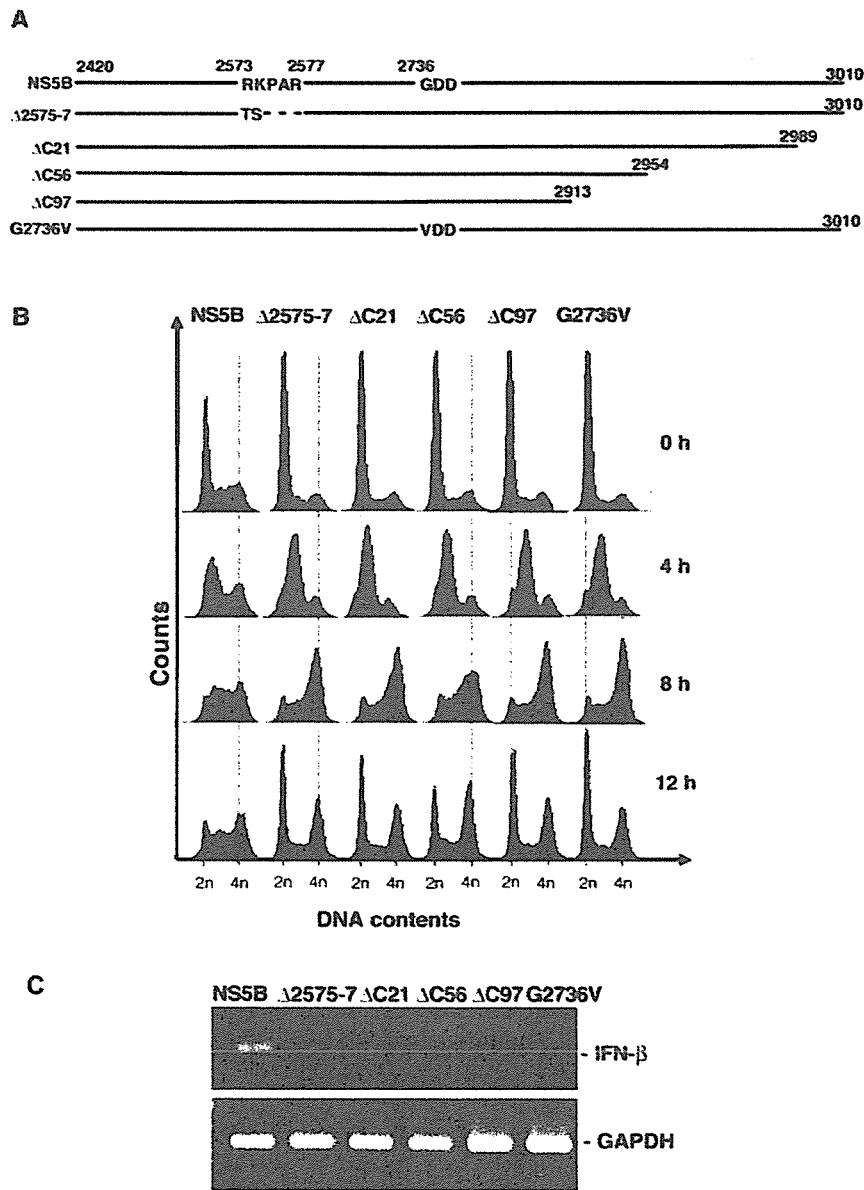 A
2420 2573 2577 2736 3010
NS5B RKPAR GDD
Δ2575-7 TS- - - 3010
ΔC21 2989
ΔC56 2954
ΔC97 2913
G2736V VDD 3010
B
NS5B Δ2575-7 ΔC21 ΔC56 ΔC97 G2736V
0 h
4 h
8 h
12 h
Counts
2n 4n 2n 4n 2n 4n 2n 4n 2n 4n 2n 4n
DNA contents
C
NS5B Δ2575-7 ΔC21 ΔC56 ΔC97 G2736V
- IFN-β
- GAPDH